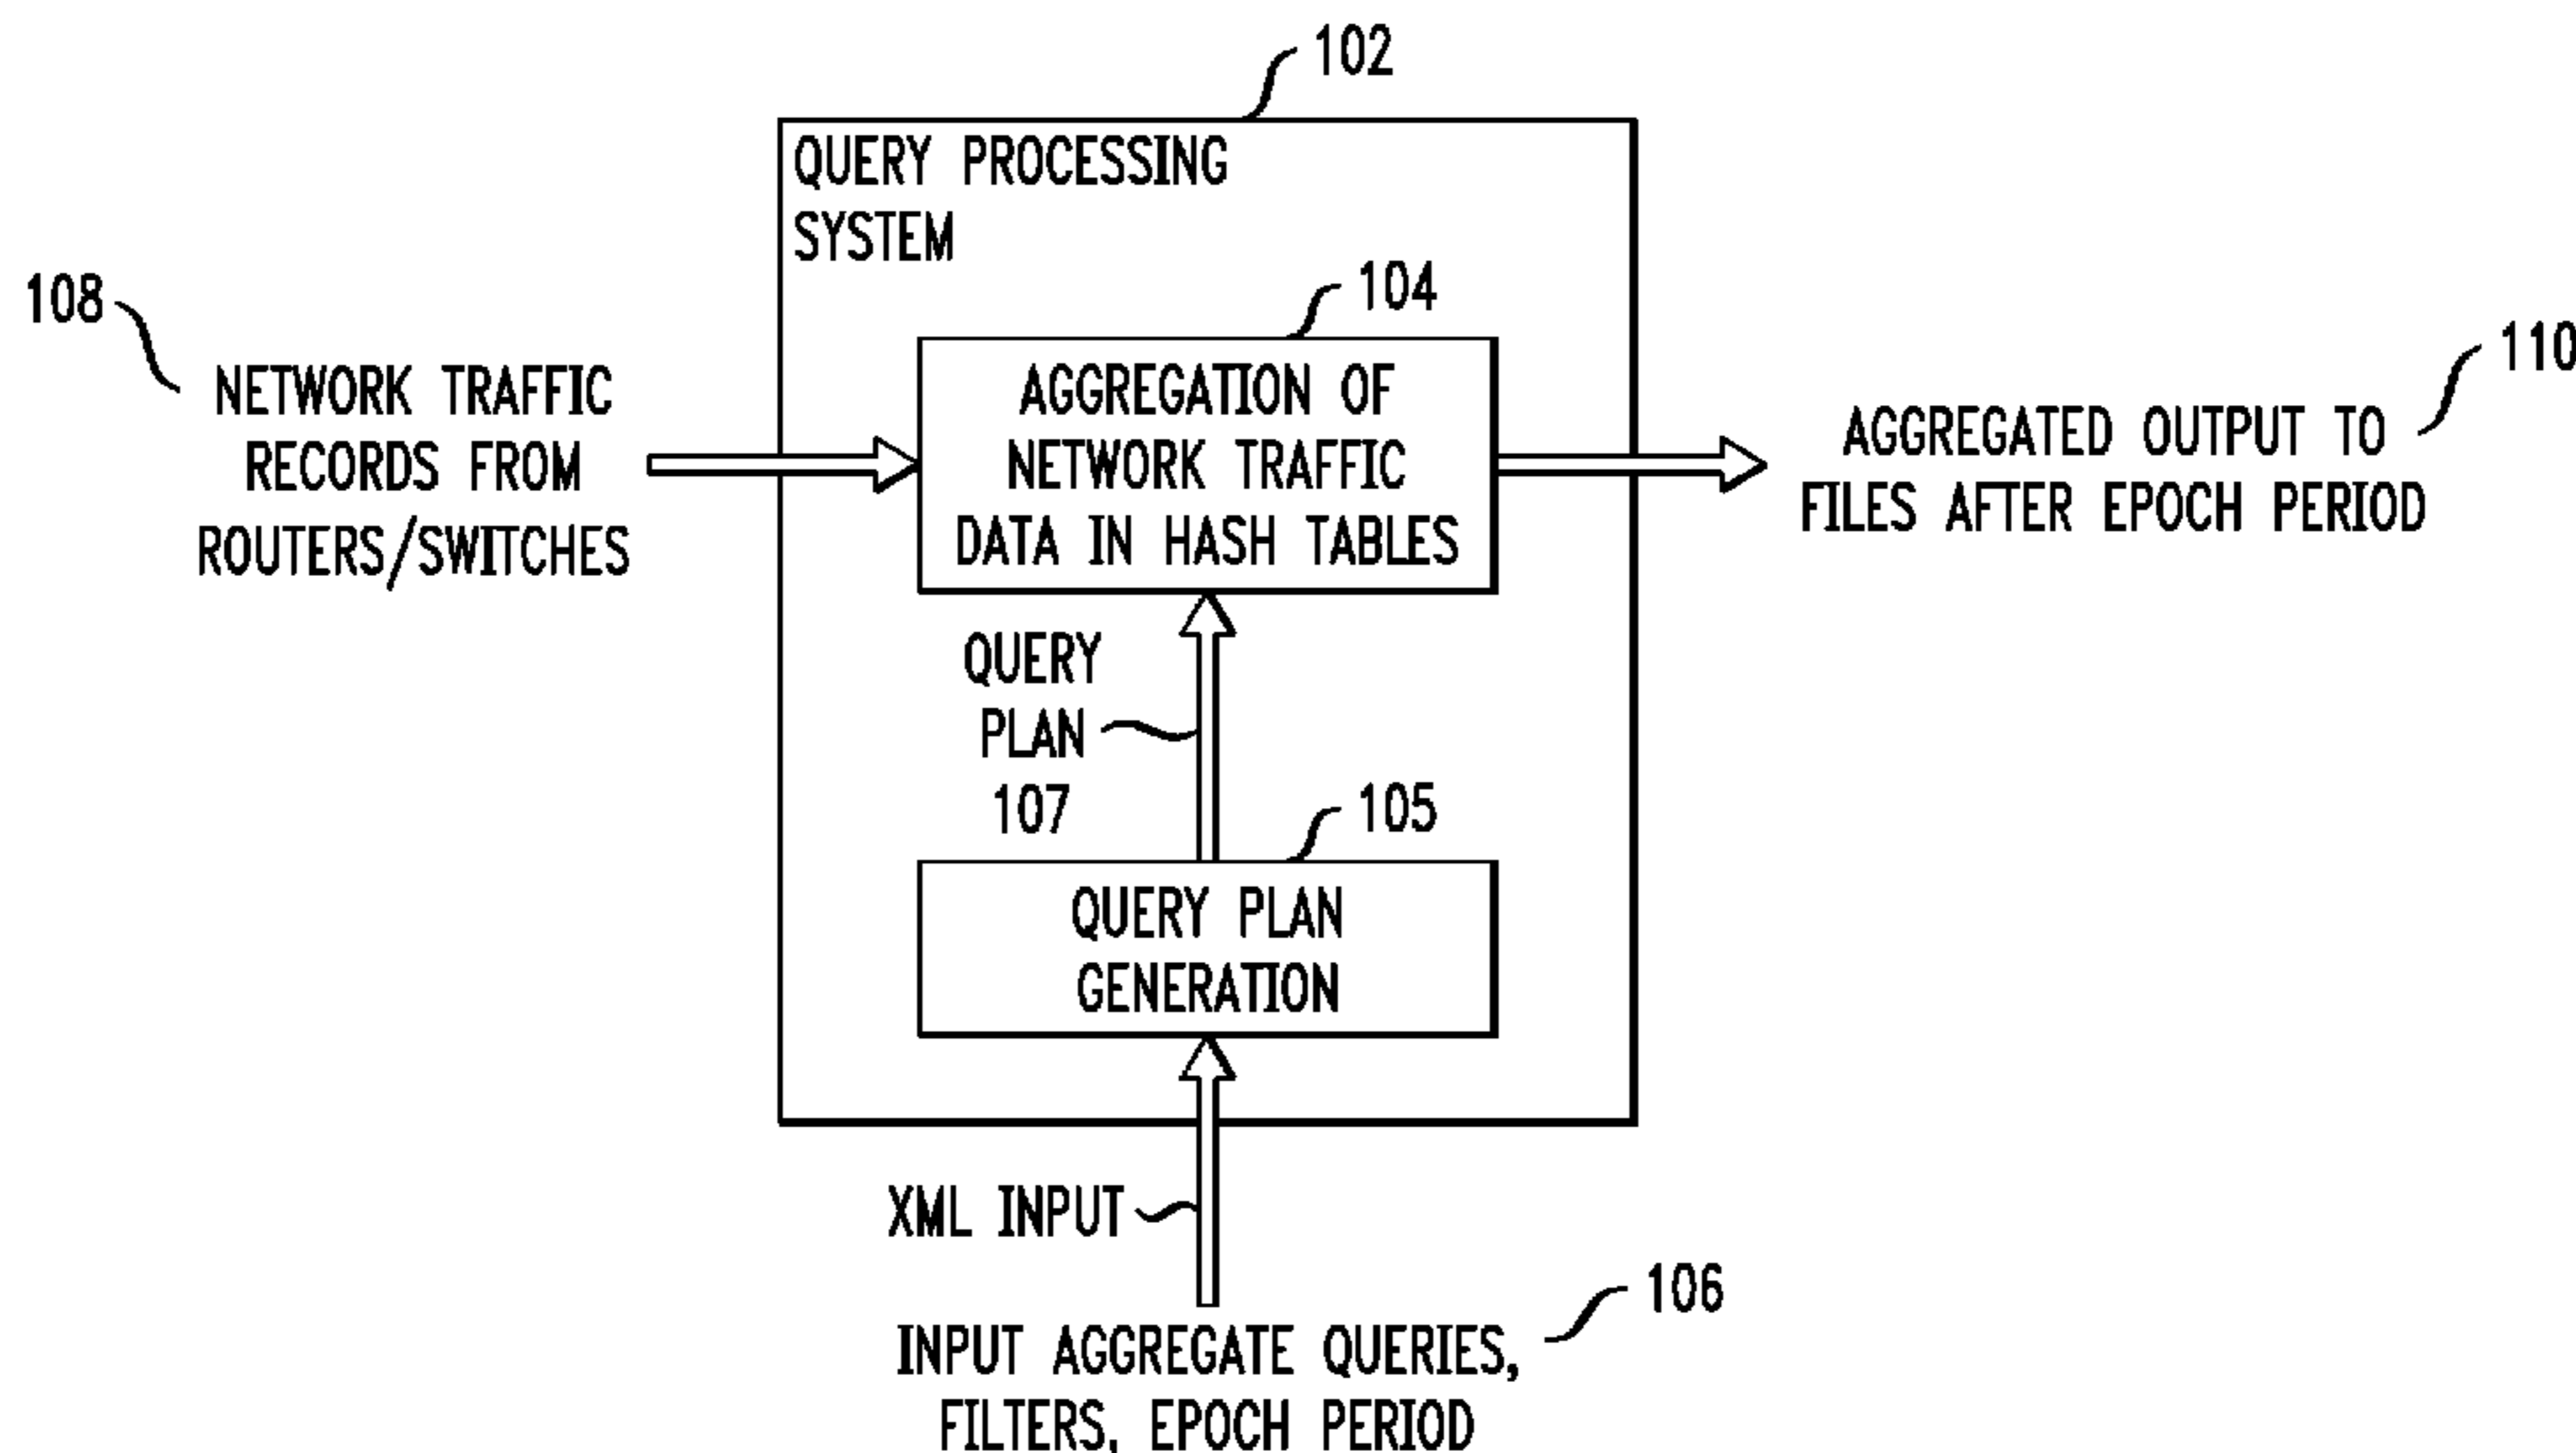 102
QUERY PROCESSING
SYSTEM
108
104
110
NETWORK TRAFFIC
RECORDS FROM
ROUTERS/SWITCHES
AGGREGATION OF
NETWORK TRAFFIC
DATA IN HASH TABLES
AGGREGATED OUTPUT TO
FILES AFTER EPOCH PERIOD
QUERY
PLAN
107
105
QUERY PLAN
GENERATION
XML INPUT
106
INPUT AGGREGATE QUERIES,
FILTERS, EPOCH PERIOD